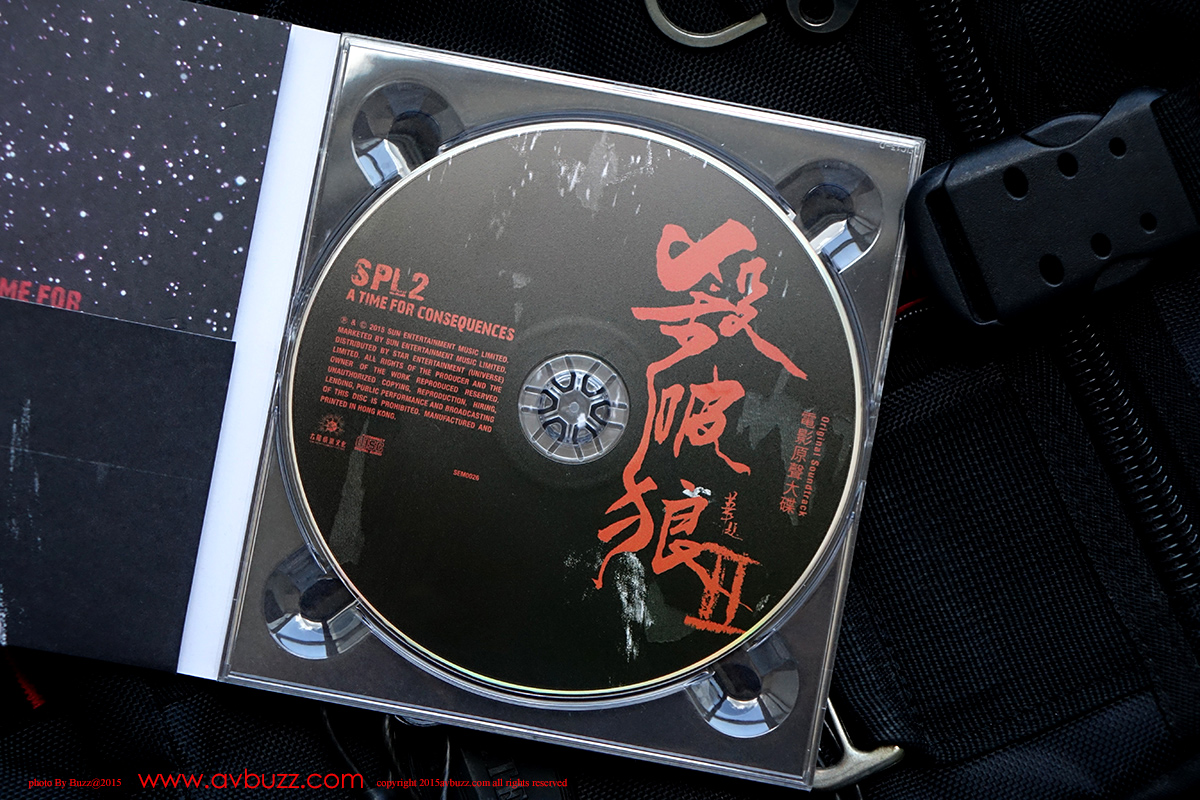 ME FOR
SPL2
A TIME FOR CONSEQUENCES
℗ & © 2015 SUN ENTERTAINMENT MUSIC LIMITED.
MARKETED BY SUN ENTERTAINMENT MUSIC LIMITED.
DISTRIBUTED BY STAR ENTERTAINMENT (UNIVERSE)
LIMITED. ALL RIGHTS OF THE PRODUCER AND THE
OWNER OF THE WORK REPRODUCED RESERVED.
UNAUTHORIZED COPYING, REPRODUCTION, HIRING,
LENDING, PUBLIC PERFORMANCE AND BROADCASTING
OF THIS DISC IS PROHIBITED. MANUFACTURED AND
PRINTED IN HONG KONG.
SEM0026
殺破狼II
Original Soundtrack
電影原聲大碟
photo By Buzz@2015
www.avbuzz.com
copyright 2015avbuzz.com all rights reserved